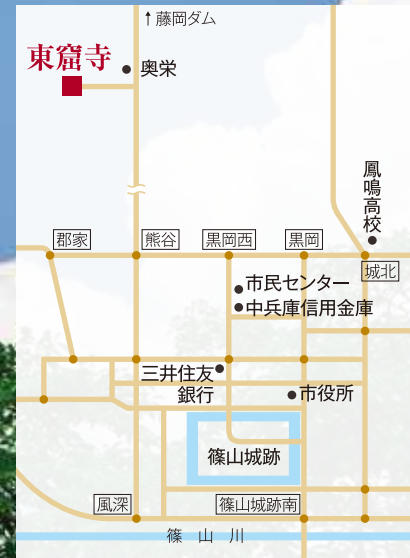 ↑藤岡ダム
東窟寺
奥栄
鳳鳴高校
郡家
熊谷
黒岡西
黒岡
城北
市民センター
中兵庫信用金庫
三井住友
銀行
市役所
篠山城跡
風深
篠山城跡南
篠山川